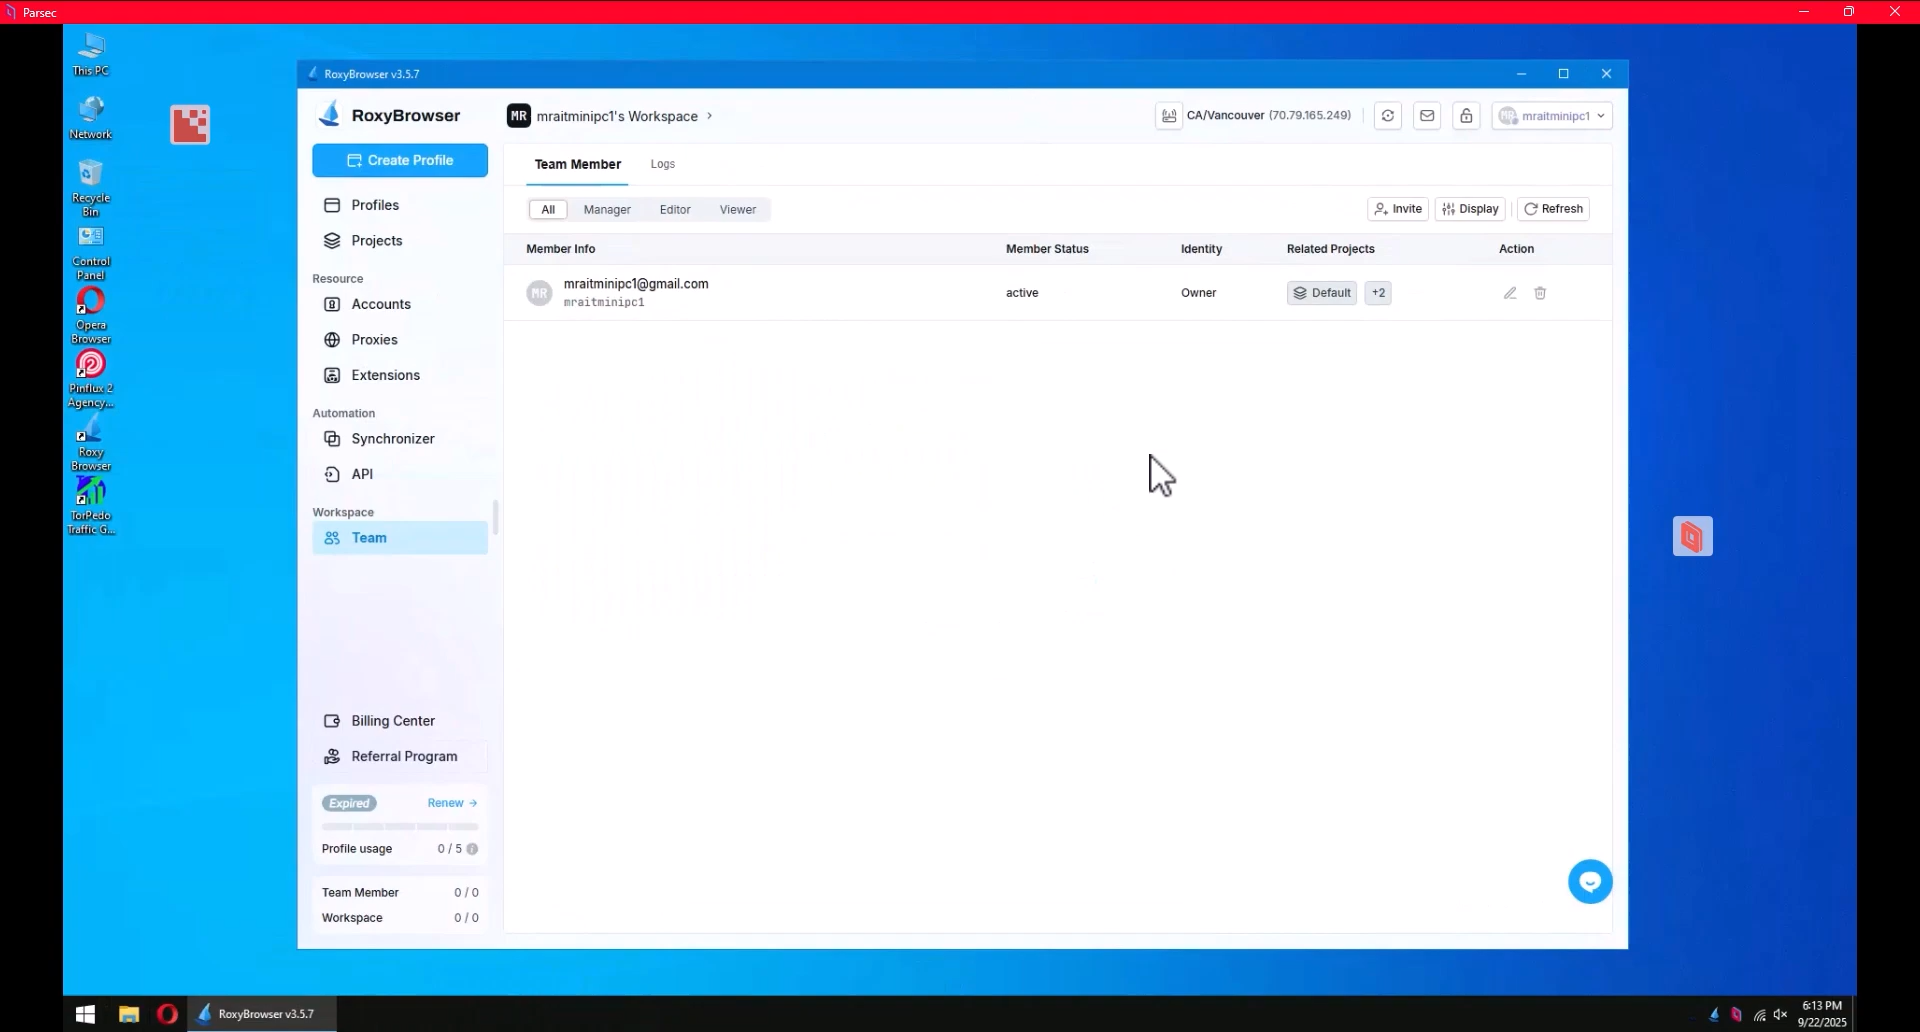 Parsec
This PC
Network
Recycle
Bin
Control
Panel
Opera
Browser
Pinflux 2
Agency...
Roxy
Browser
TorPedo
Traffic G...
RoxyBrowser v3.5.7
RoxyBrowser
MR mraitminipc1's Workspace >
CA/Vancouver (70.79.165.249)
MR mraitminipc1
Create Profile
Profiles
Projects
Resource
Accounts
Proxies
Extensions
Automation
Synchronizer
API
Workspace
Team
Billing Center
Referral Program
Expired Renew →
Profile usage 0 / 5
Team Member 0 / 0
Workspace 0 / 0
Team Member Logs
All Manager Editor Viewer
Invite Display Refresh
Member Info Member Status Identity Related Projects Action
MR mraitminipc1@gmail.com active Owner Default +2
mraitminipc1
RoxyBrowser v3.5.7
6:13 PM
9/22/2025